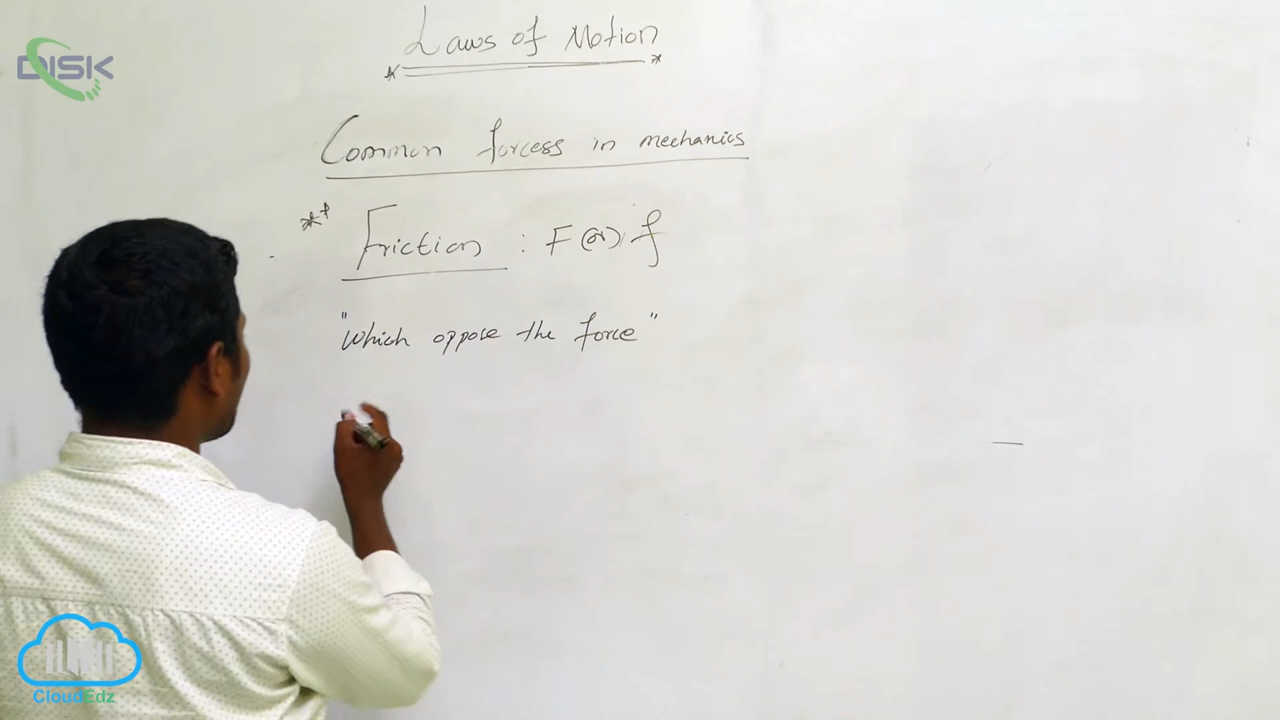 DISK
Laws of Motion
Common forcess in mechanics
Friction : F (or) f
"Which oppose the force"
CloudEdz